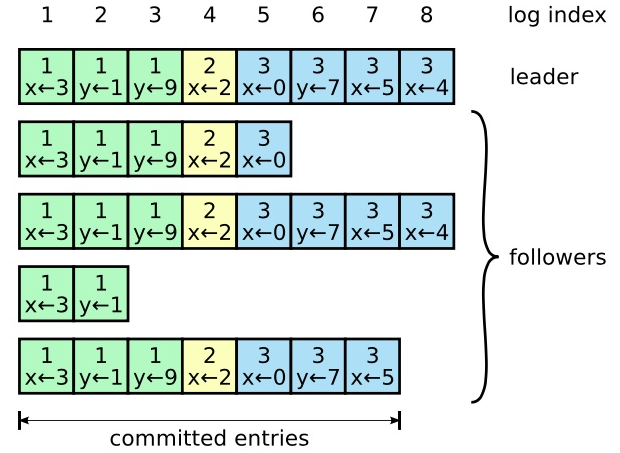 1 2 3 4 5 6 7 8 log index
1 1 1 2 3 3 3 3
x←3 y←1 y←9 x←2 x←0 y←7 x←5 x←4
leader
1 1 1 2 3
x←3 y←1 y←9 x←2 x←0
1 1 1 2 3 3 3 3
x←3 y←1 y←9 x←2 x←0 y←7 x←5 x←4
followers
1 1
x←3 y←1
1 1 1 2 3 3 3
x←3 y←1 y←9 x←2 x←0 y←7 x←5
committed entries